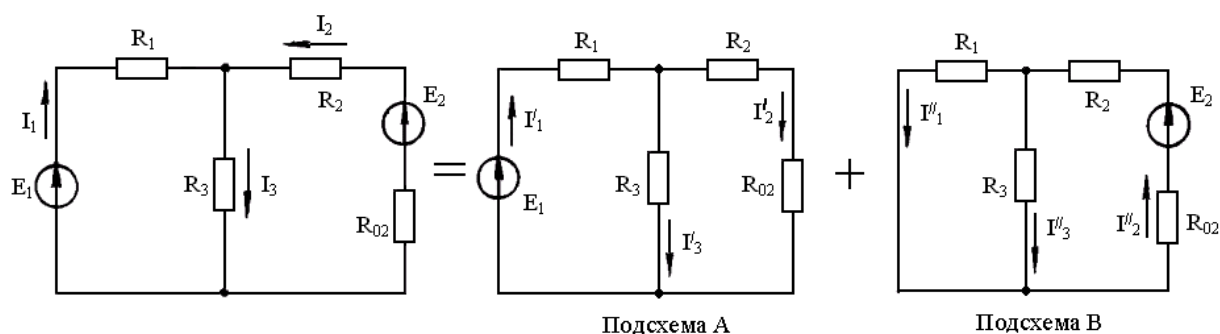 I₂
R₁
R₂
E₂
I₁
E₁
R₃
I₃
R₀₂
=
R₁
R₂
I′₁
I′₂
E₁
R₃
R₀₂
I′₃
Подсхема А
+
R₁
R₂
E₂
I″₁
R₃
I″₃
I″₂
R₀₂
Подсхема В